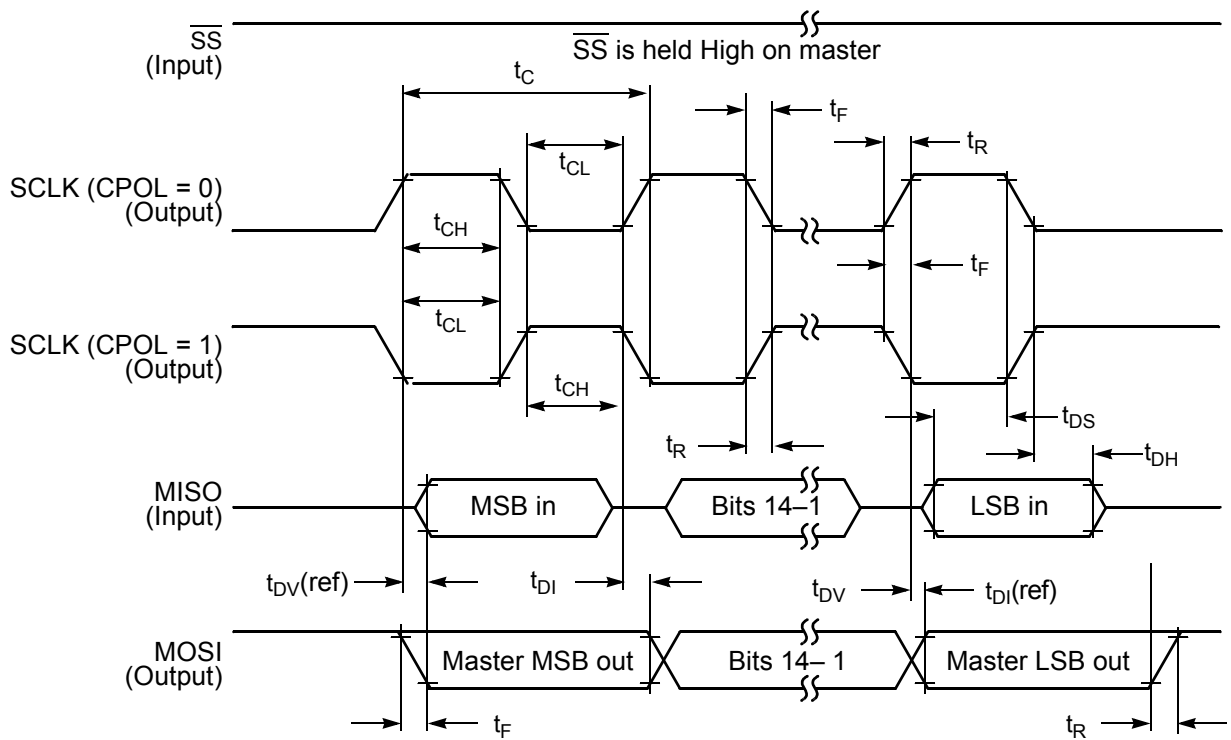 SS
(Input)
SS is held High on master
tC
tF
tR
tCL
SCLK (CPOL = 0)
(Output)
tCH
tF
tCL
SCLK (CPOL = 1)
(Output)
tCH
tDS
tR
tDH
MISO
(Input)
MSB in
Bits 14–1
LSB in
tDV(ref)
tDI
tDV
tDI(ref)
MOSI
(Output)
Master MSB out
Bits 14– 1
Master LSB out
tF
tR